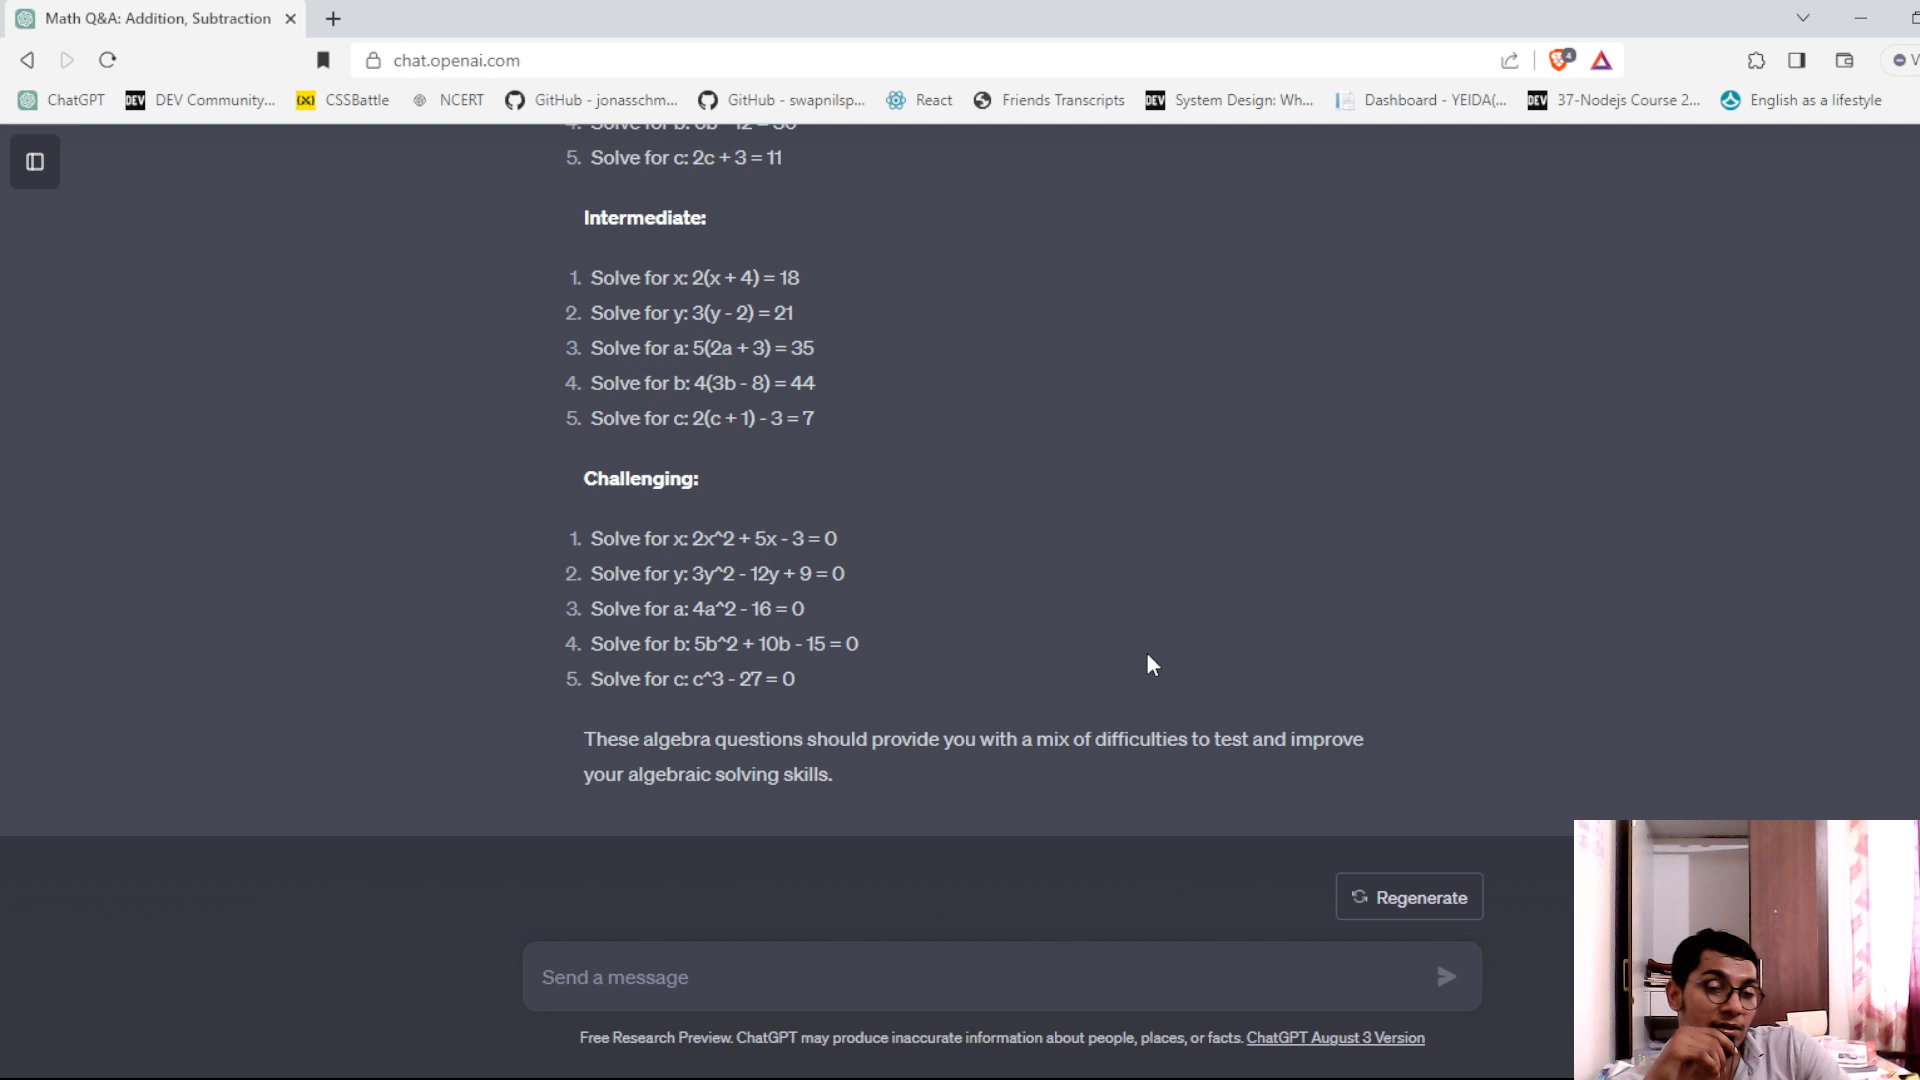 Math Q&A: Addition, Subtraction
chat.openai.com
4
V
ChatGPT DEV DEV Community... CSSBattle NCERT GitHub - jonasschm... GitHub - swapnilsp... React Friends Transcripts DEV System Design: Wh... Dashboard - YEIDA(... DEV 37-Nodejs Course 2... English as a lifestyle
5. Solve for c: 2c + 3 = 11
Intermediate:
1. Solve for x: 2(x + 4) = 18
2. Solve for y: 3(y - 2) = 21
3. Solve for a: 5(2a + 3) = 35
4. Solve for b: 4(3b - 8) = 44
5. Solve for c: 2(c + 1) - 3 = 7
Challenging:
1. Solve for x: 2x^2 + 5x - 3 = 0
2. Solve for y: 3y^2 - 12y + 9 = 0
3. Solve for a: 4a^2 - 16 = 0
4. Solve for b: 5b^2 + 10b - 15 = 0
5. Solve for c: c^3 - 27 = 0
These algebra questions should provide you with a mix of difficulties to test and improve
your algebraic solving skills.
Regenerate
Send a message
Free Research Preview. ChatGPT may produce inaccurate information about people, places, or facts. ChatGPT August 3 Version